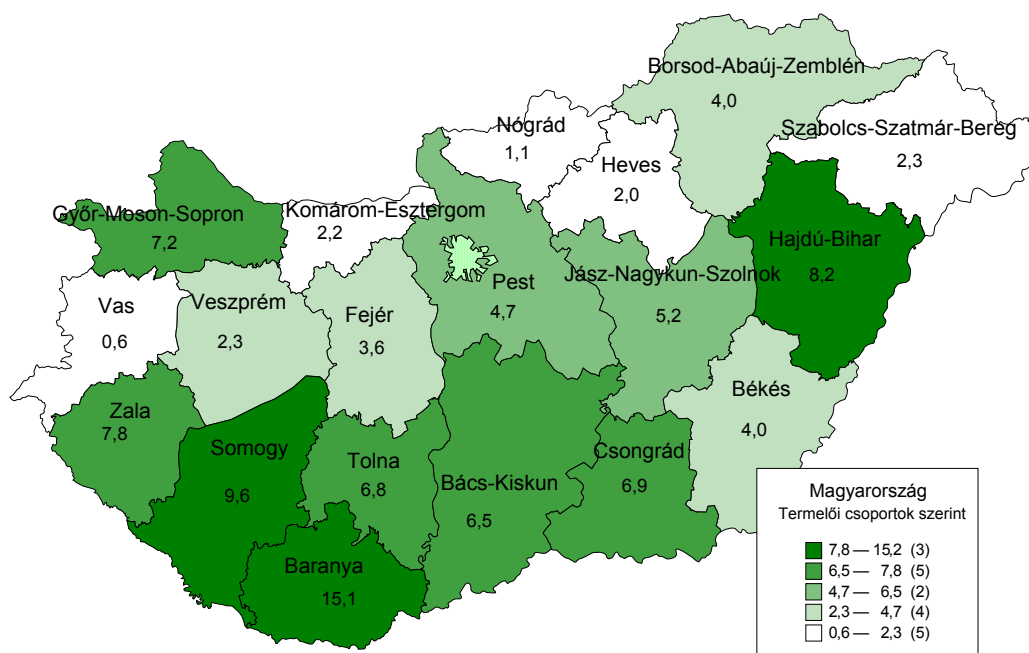 Borsod-Abaúj-Zemblén
4,0
Nógrád
1,1
Szabolcs-Szatmár-Bereg
2,3
Heves
2,0
Győr-Moson-Sopron
7,2
Komárom-Esztergom
2,2
Hajdú-Bihar
8,2
Jász-Nagykun-Szolnok
5,2
Pest
4,7
Vas
0,6
Veszprém
2,3
Fejér
3,6
Békés
4,0
Zala
7,8
Somogy
9,6
Tolna
6,8
Bács-Kiskun
6,5
Csongrád
6,9
Baranya
15,1
Magyarország
Termelői csoportok szerint
7,8 — 15,2 (3)
6,5 — 7,8 (5)
4,7 — 6,5 (2)
2,3 — 4,7 (4)
0,6 — 2,3 (5)